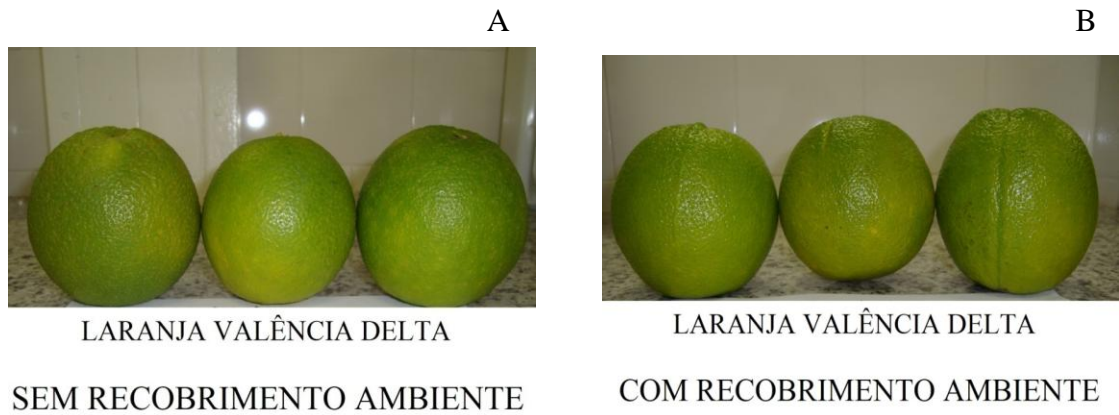 A
B
LARANJA VALÊNCIA DELTA
SEM RECOBRIMENTO AMBIENTE
LARANJA VALÊNCIA DELTA
COM RECOBRIMENTO AMBIENTE